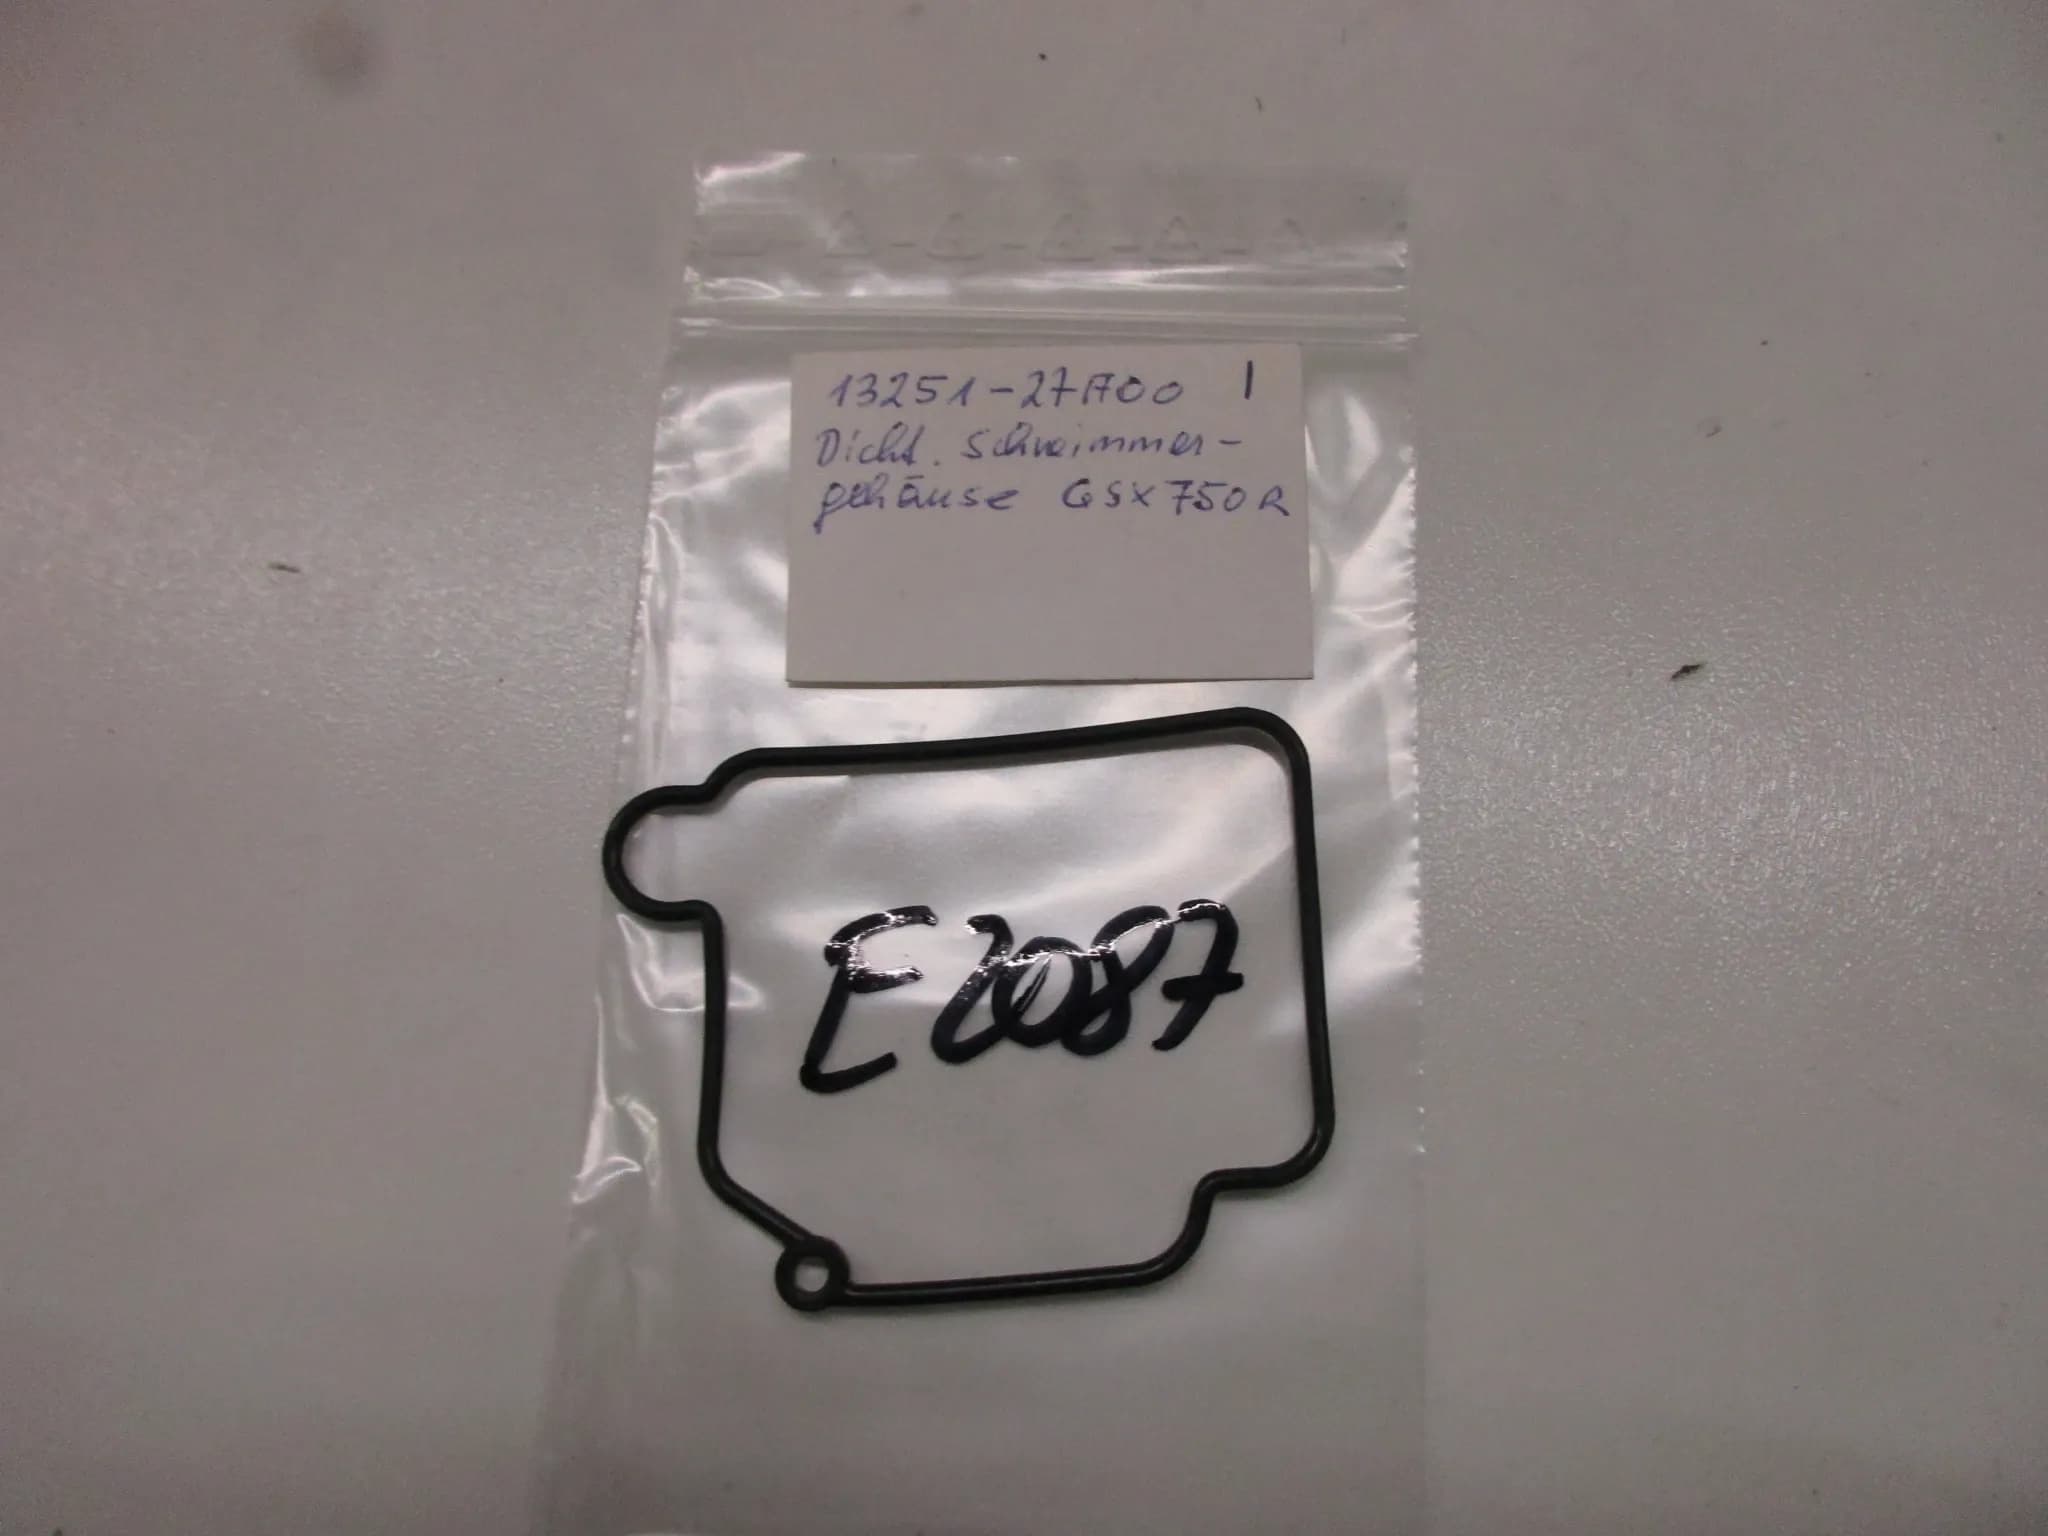 13251-27A00 1
Dicht. Schwimmer-
gehäuse GSX750R
E2087